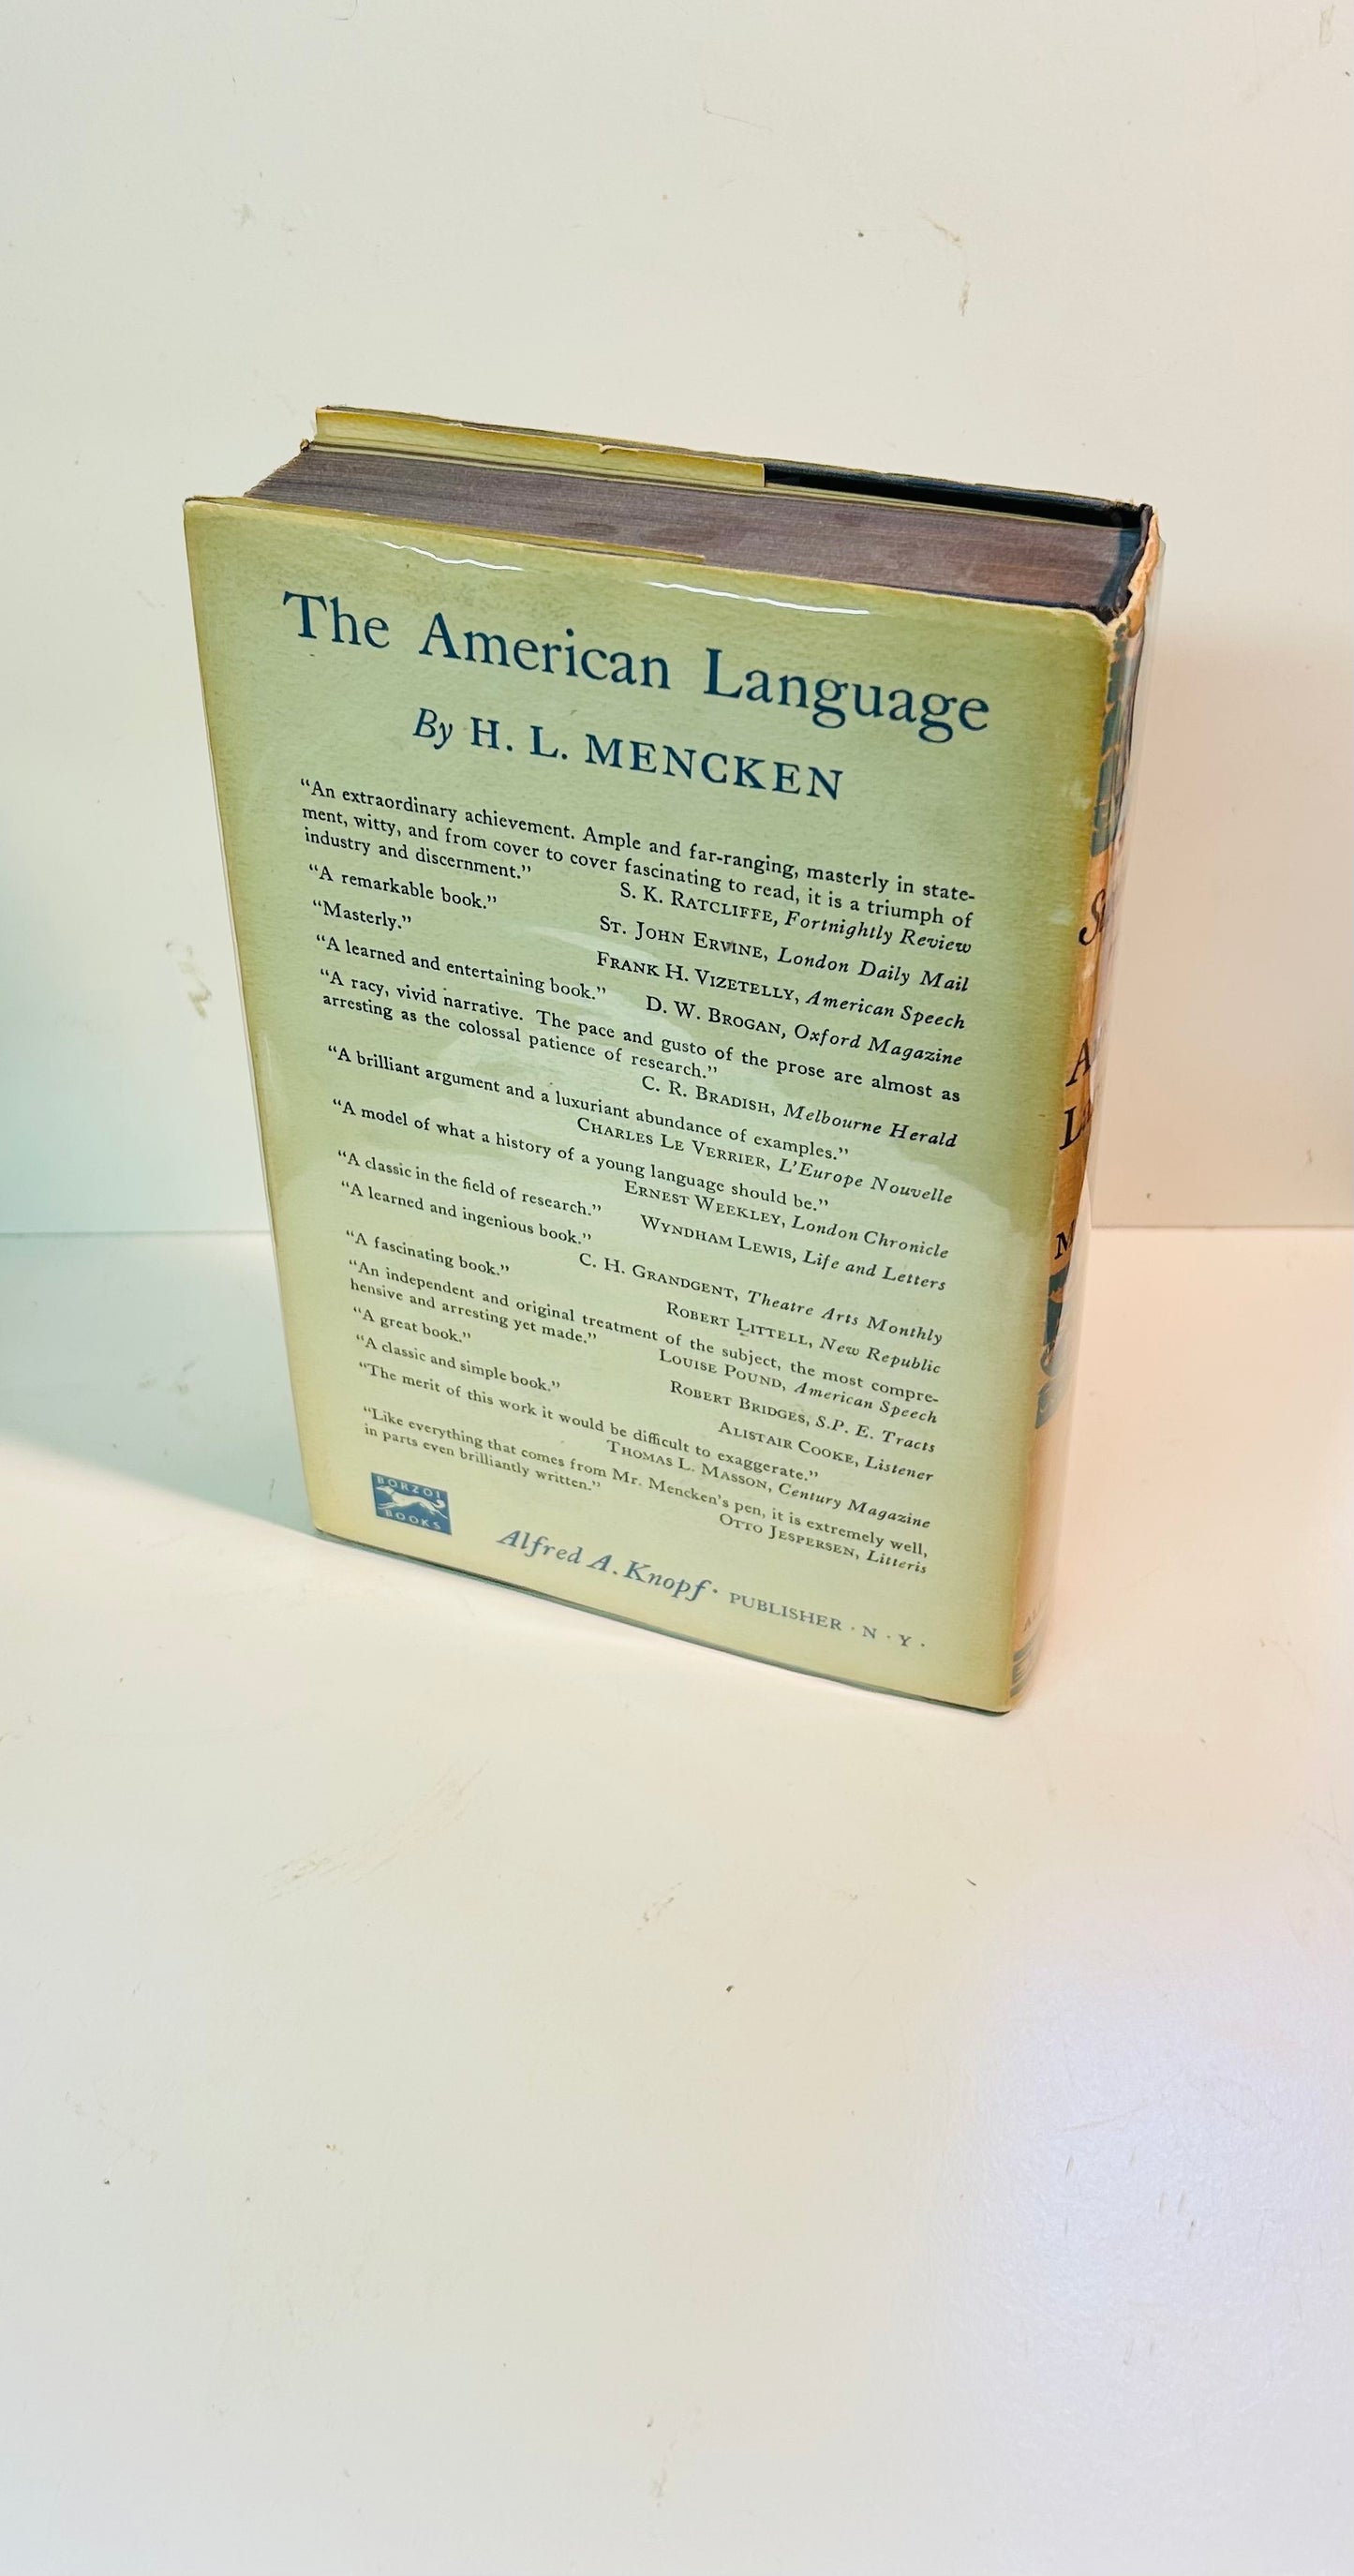 The American Language
By H. L. MENCKEN
“An extraordinary achievement. Ample and far-ranging, masterly in state-
ment, witty, and from cover to cover fascinating to read, it is a triumph of
industry and discernment.” S. K. RATCLIFFE, Fortnightly Review
“A remarkable book.” ST. JOHN ERVINE, London Daily Mail
“Masterly.” FRANK H. VIZETELLY, American Speech
“A learned and entertaining book.” D. W. BROGAN, Oxford Magazine
“A racy, vivid narrative. The pace and gusto of the prose are almost as
arresting as the colossal patience of research.”
C. R. BRADISH, Melbourne Herald
“A brilliant argument and a luxuriant abundance of examples.”
CHARLES LE VERRIER, L'Europe Nouvelle
“A model of what a history of a young language should be.”
ERNEST WEEKLEY, London Chronicle
“A classic in the field of research.” WYNDHAM LEWIS, Life and Letters
“A learned and ingenious book.”
C. H. GRANDGENT, Theatre Arts Monthly
“A fascinating book.” ROBERT LITTELL, New Republic
“An independent and original treatment of the subject, the most compre-
hensive and arresting yet made.” LOUISE POUND, American Speech
“A great book.” ROBERT BRIDGES, S.P. E. Tracts
“A classic and simple book.” ALISTAIR COOKE, Listener
“The merit of this work it would be difficult to exaggerate.”
THOMAS L. MASSON, Century Magazine
“Like everything that comes from Mr. Mencken's pen, it is extremely well,
in parts even brilliantly written.” OTTO JESPERSEN, Litteris
BORZOI
BOOKS
Alfred A. Knopf · PUBLISHER · N · Y ·